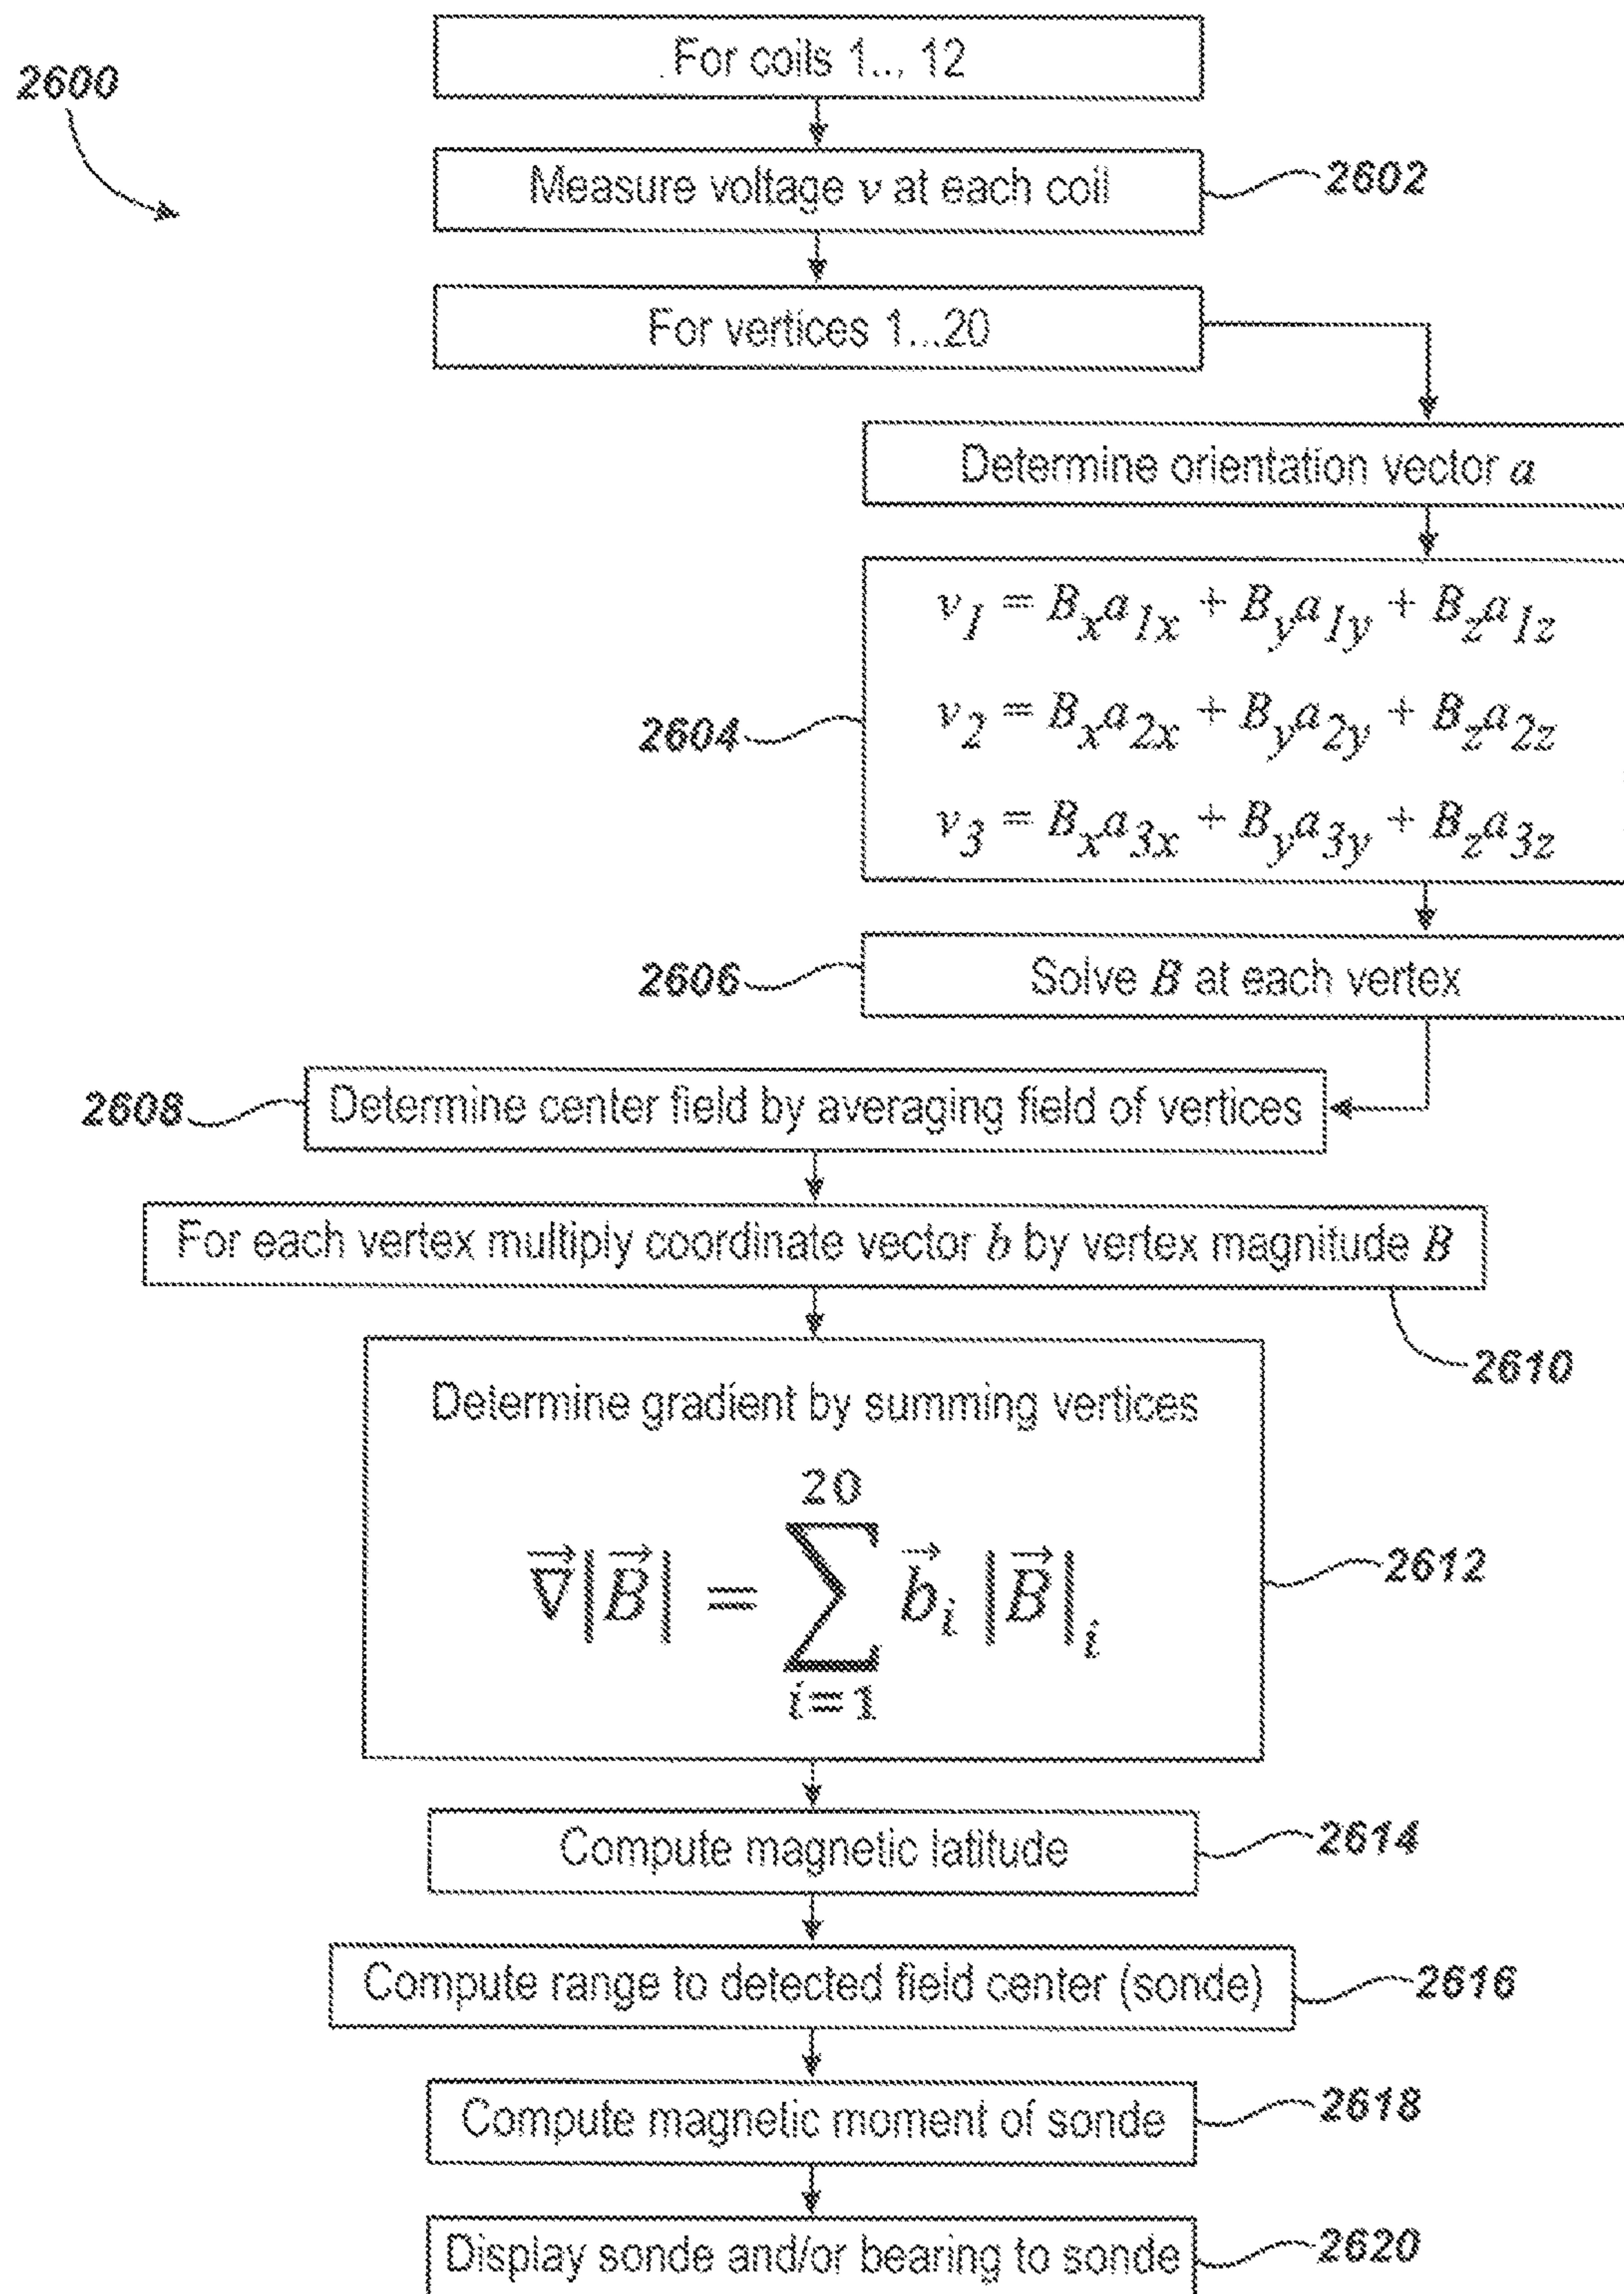 For coils 1... 12
2600
Measure voltage v at each coil
2602
For vertices 1...20
Determine orientation vector a
v1 = Bxa1x + Bya1y + Bza1z
v2 = Bxa2x + Bya2y + Bza2z
2604
v3 = Bxa3x + Bya3y + Bza3z
2606
Solve B at each vertex
2608
Determine center field by averaging field of vertices
For each vertex multiply coordinate vector b by vertex magnitude B
2610
Determine gradient by summing vertices
20
∇⃗|B⃗| = ∑ b⃗i |B⃗|i
i=1
2612
Compute magnetic latitude
2614
Compute range to detected field center (sonde)
2616
Compute magnetic moment of sonde
2618
Display sonde and/or bearing to sonde
2620